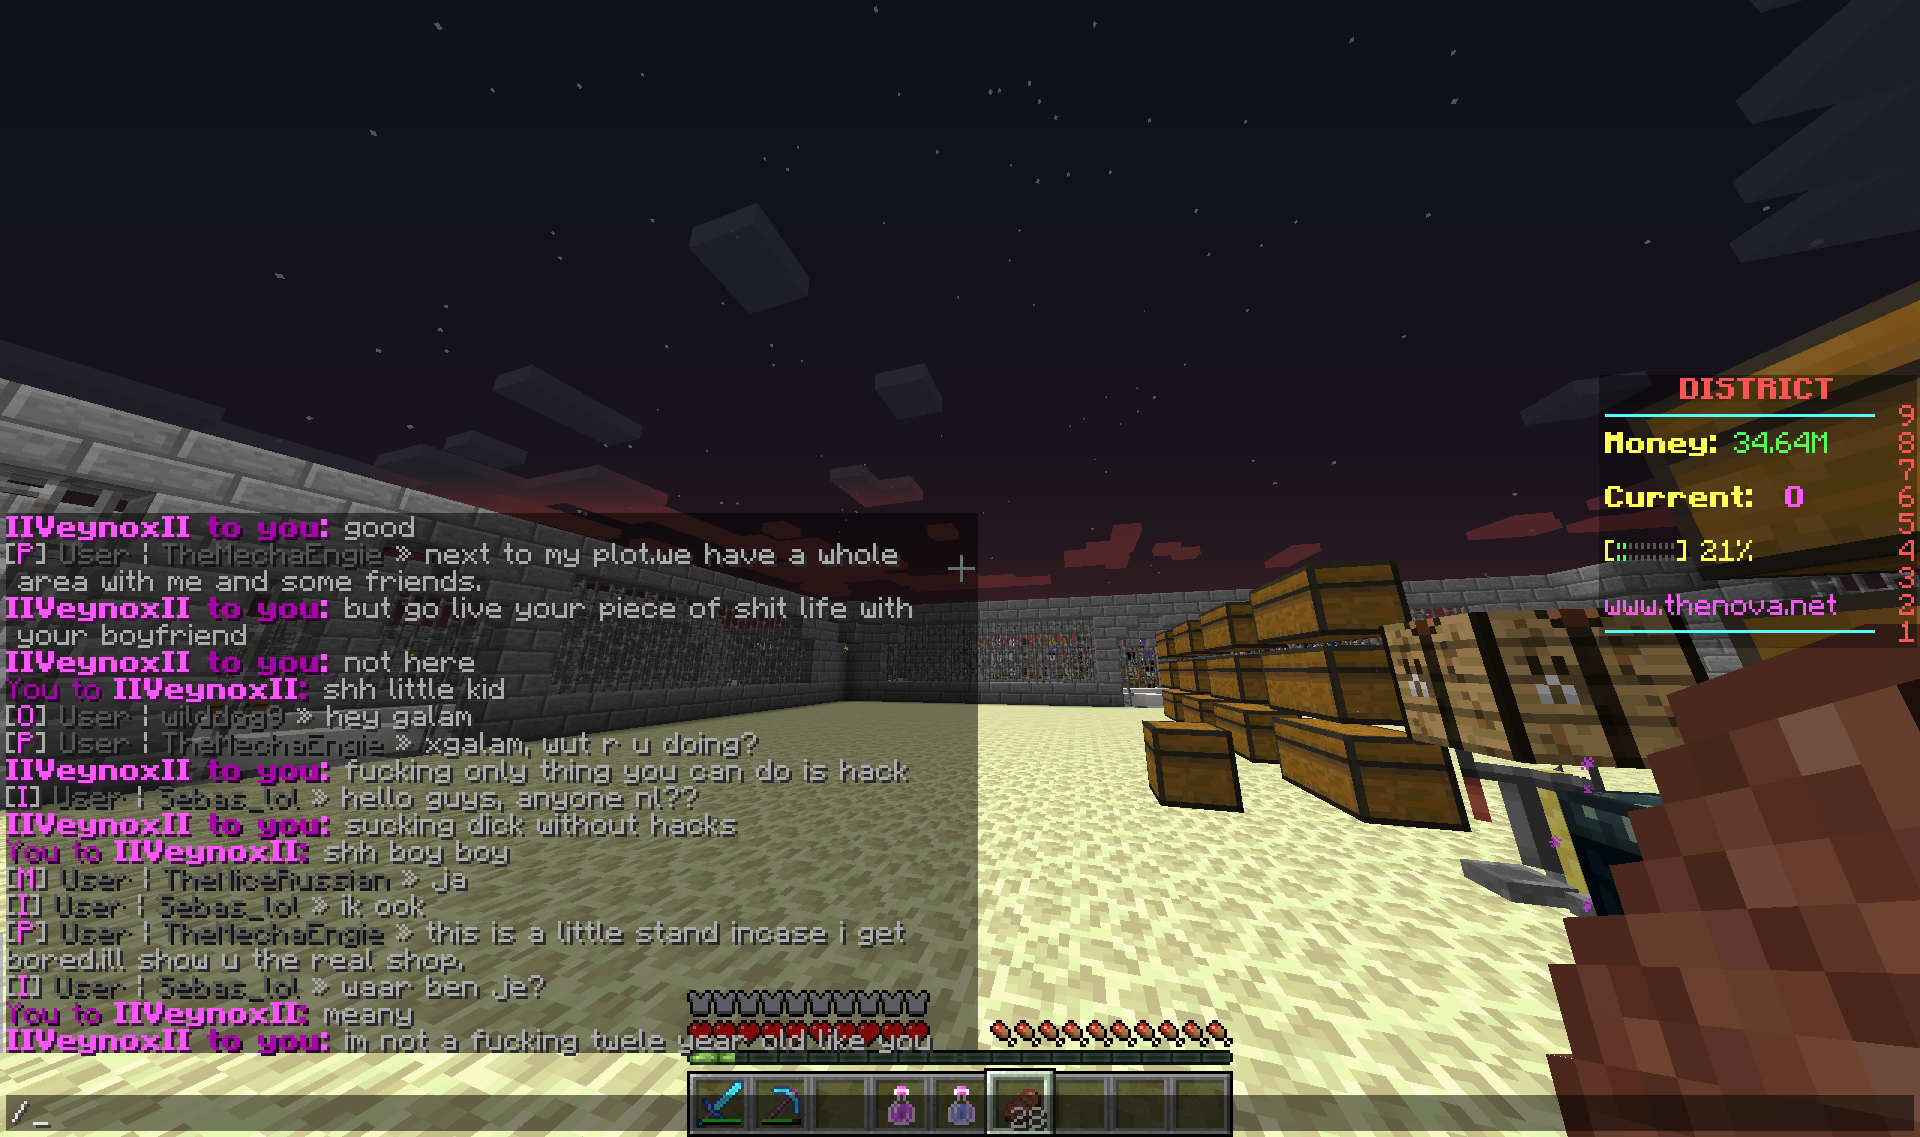 IIVeynoxII to you: good
[P] User | TheMechaEngie » next to my plot.we have a whole
area with me and some friends.
IIVeynoxII to you: but go live your piece of shit life with
your boyfriend
IIVeynoxII to you: not here
You to IIVeynoxII: shh little kid
[O] User | wilddog9 » hey galam
[P] User | TheMechaEngie » xgalam, wut r u doing?
IIVeynoxII to you: fucking only thing you can do is hack
[I] User | Sebas_lol » hello guys, anyone nl??
IIVeynoxII to you: sucking dick without hacks
You to IIVeynoxII: shh boy boy
[M] User | TheNiceRussian » ja
[I] User | Sebas_lol » ik ook
[P] User | TheMechaEngie » this is a little stand incase i get
bored.ill show u the real shop.
[I] User | Sebas_lol » waar ben je?
You to IIVeynoxII: meany
IIVeynoxII to you: im not a fucking twele year old like you
/_
28
DISTRICT
9
Money: 34.64M 8
7
Current: 0 6
5
[||||||||||] 21% 4
3
www.thenova.net 2
1